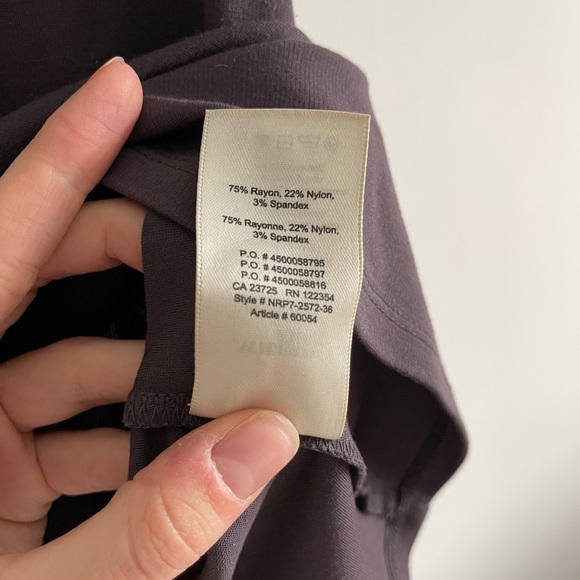 75% Rayon, 22% Nylon,
3% Spandex
75% Rayonne, 22% Nylon,
3% Spandex
P.O. # 4500058795
P.O. # 4500058797
P.O. # 4500058816
CA 23725 RN 122354
Style # NRP7-2572-36
Article # 60054